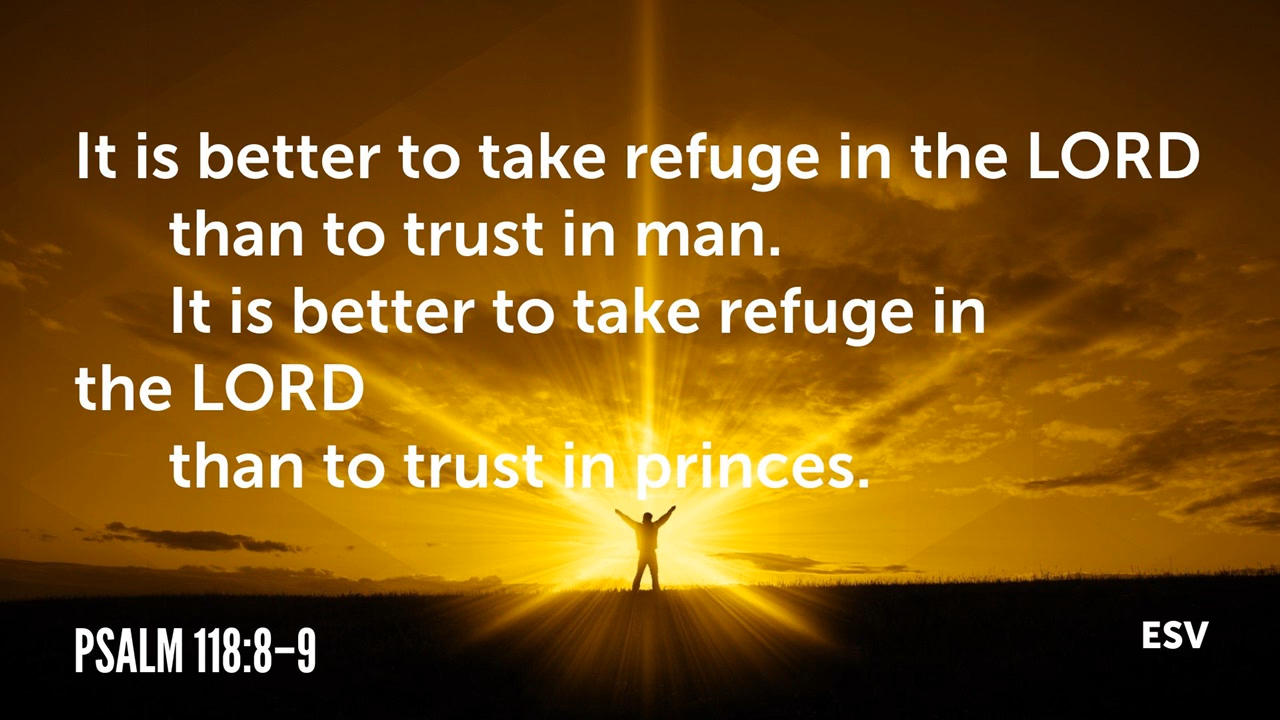 It is better to take refuge in the LORD
than to trust in man.
It is better to take refuge in
the LORD
than to trust in princes.
PSALM 118:8–9
ESV